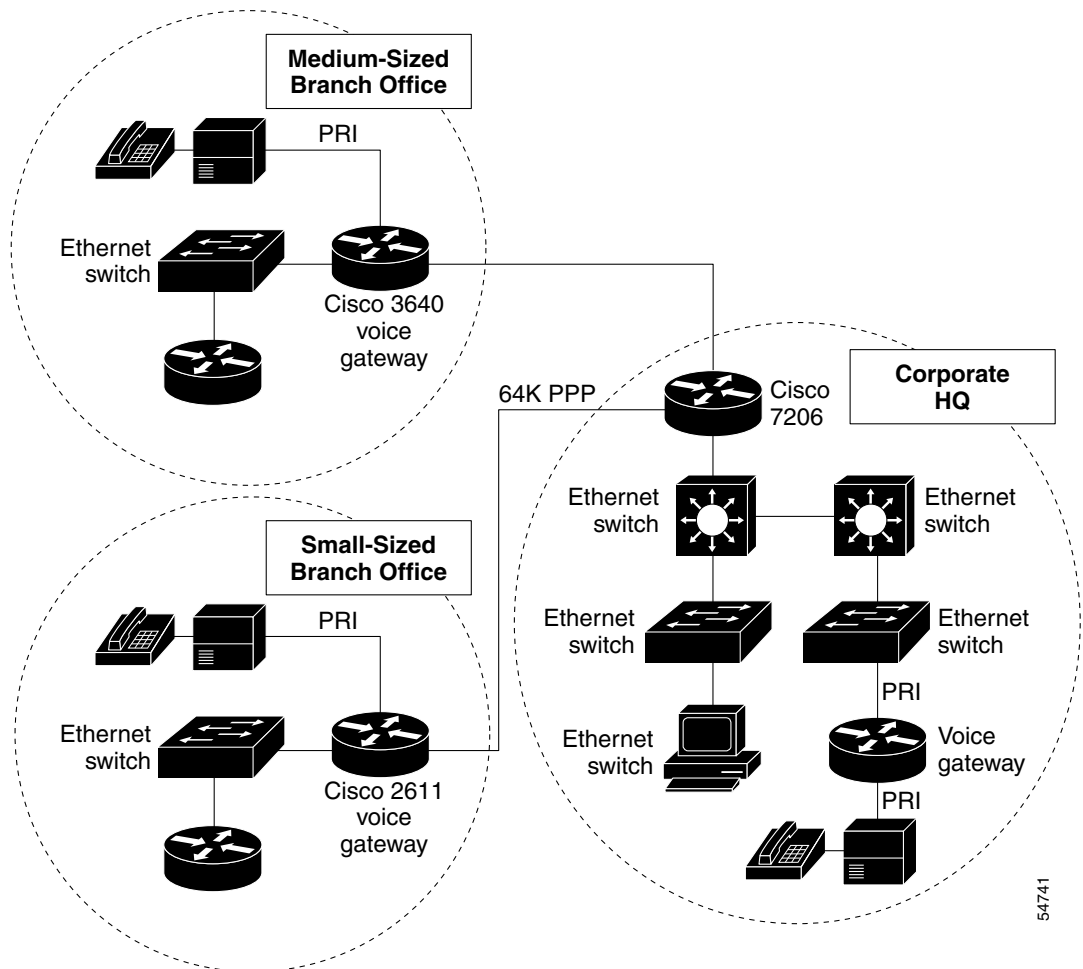 Medium-Sized
Branch Office
PRI
Ethernet
switch
Cisco 3640
voice
gateway
64K PPP
Cisco
7206
Corporate
HQ
Ethernet
switch
Ethernet
switch
Small-Sized
Branch Office
PRI
Ethernet
switch
Ethernet
switch
PRI
Ethernet
switch
Cisco 2611
voice
gateway
Ethernet
switch
Voice
gateway
PRI
54741